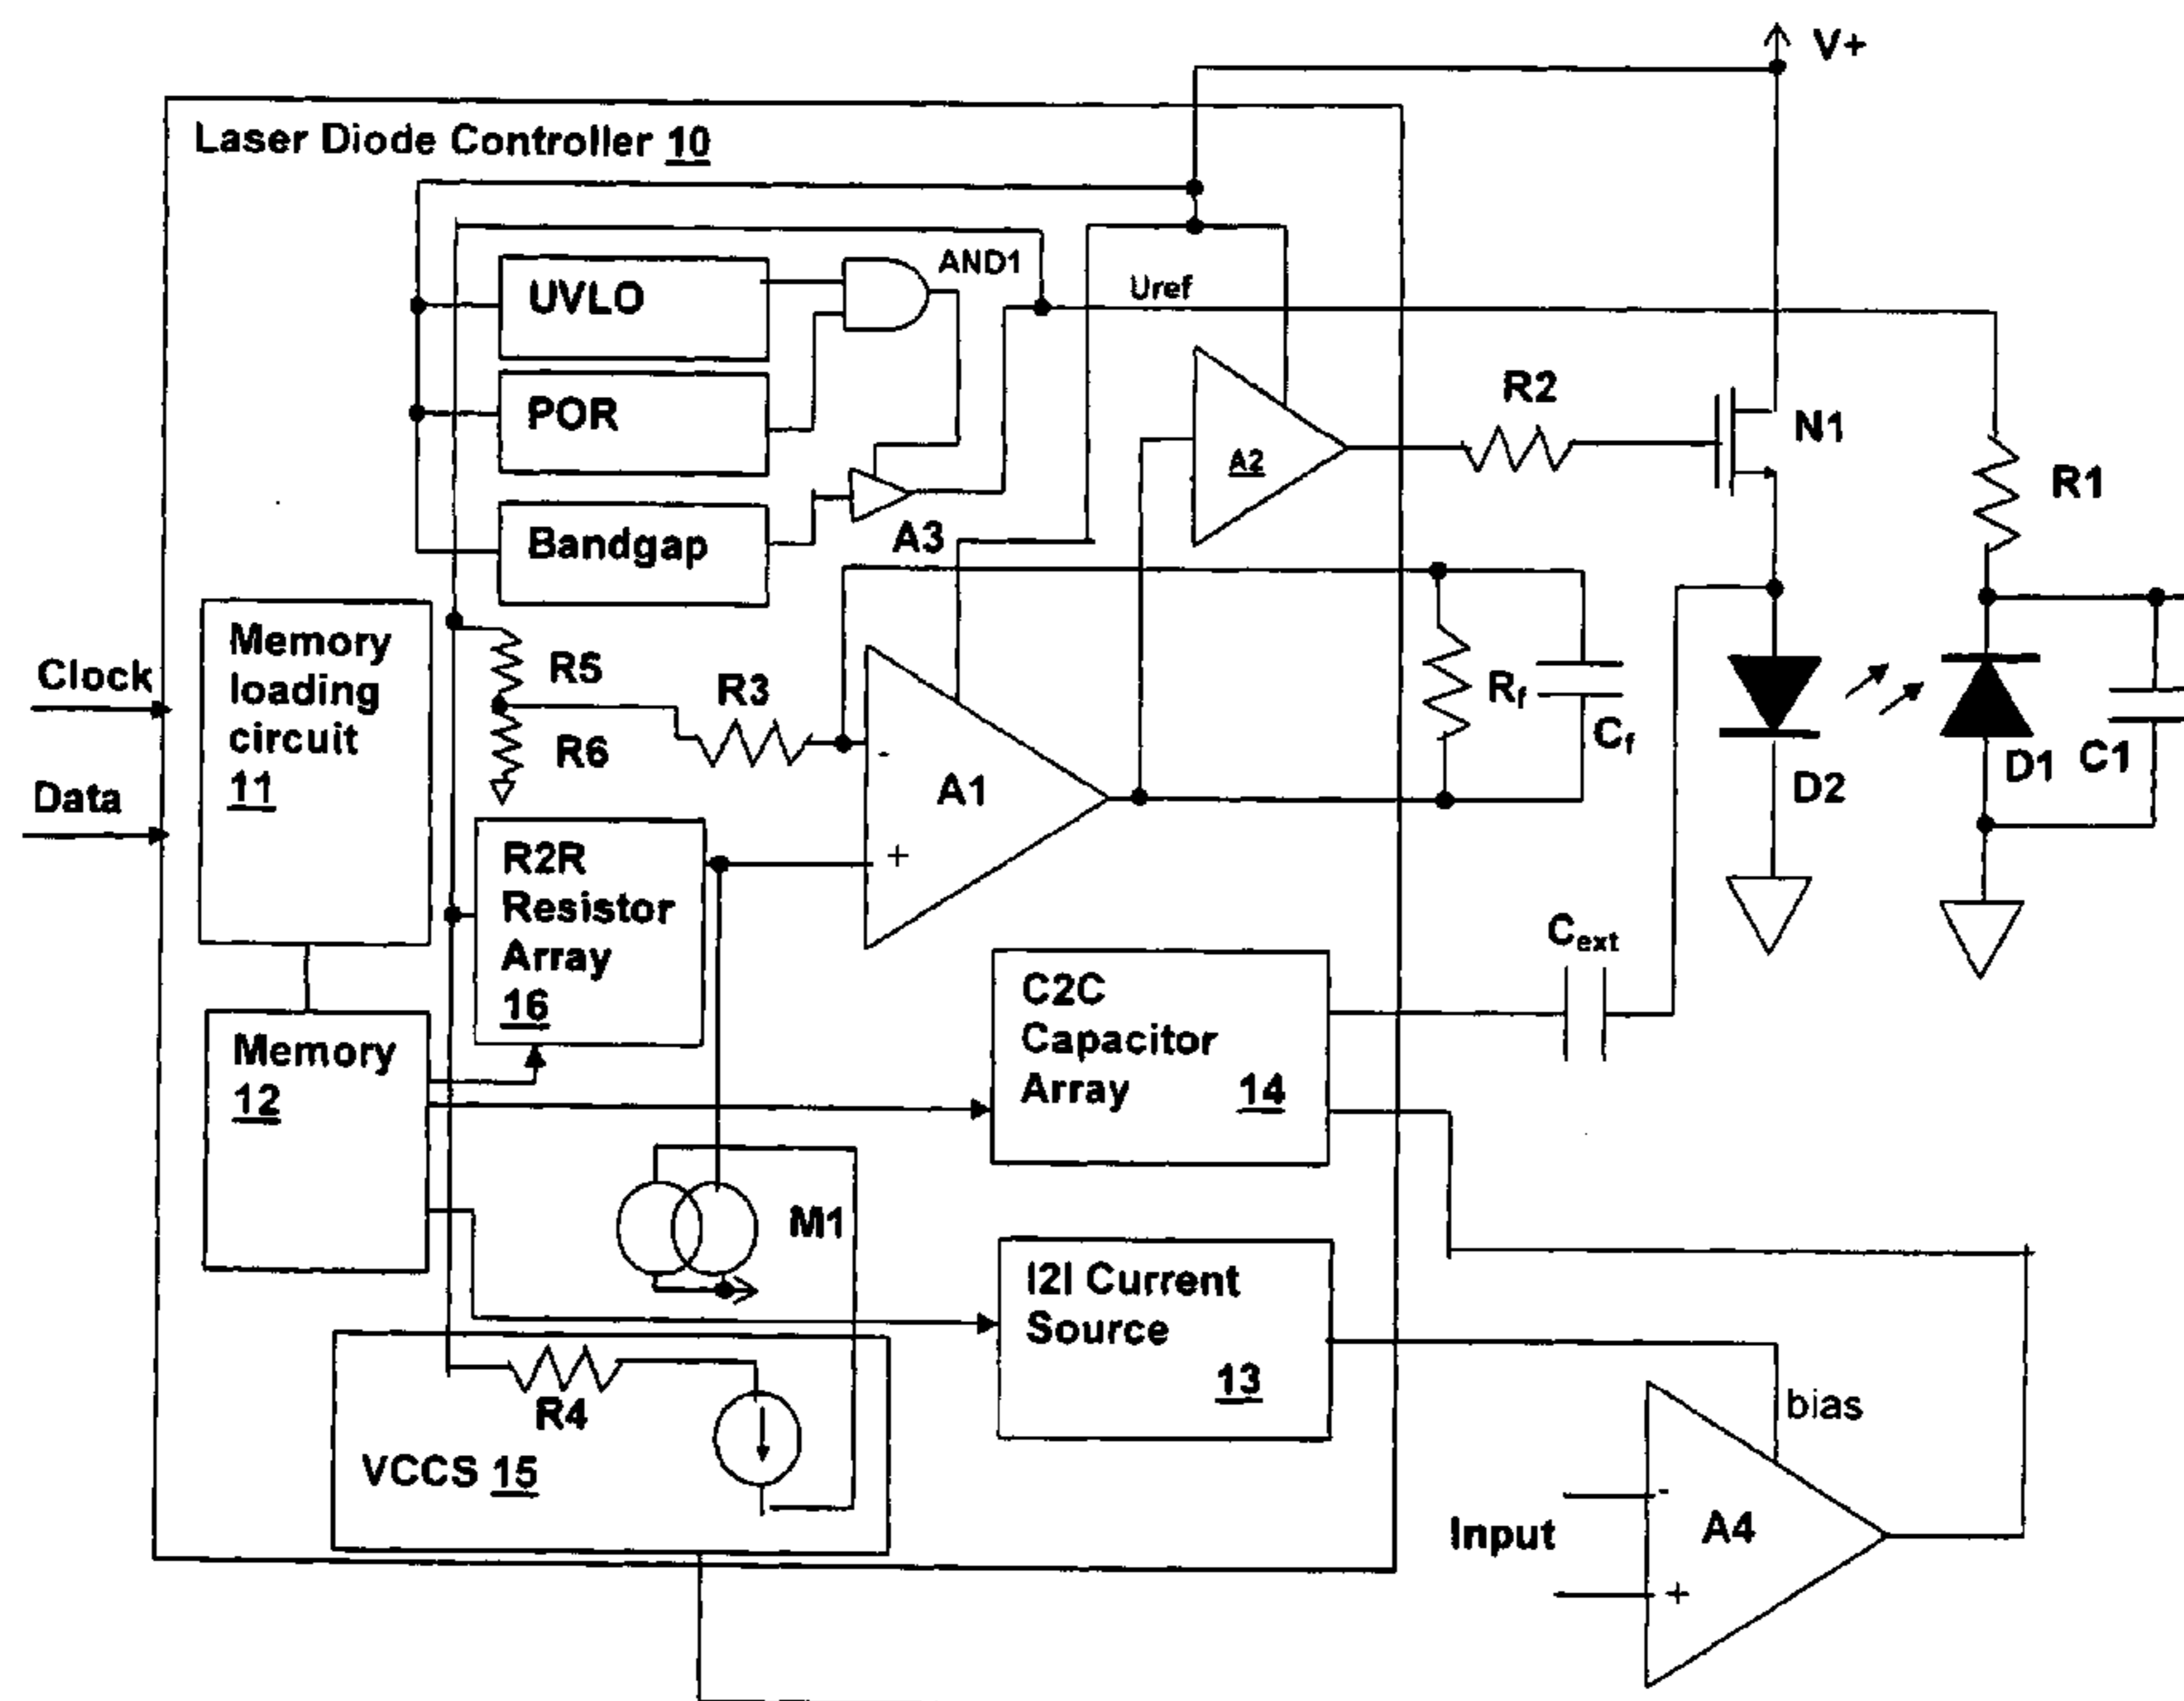 V+
Laser Diode Controller 10
AND1
UVLO
Uref
POR
R2
N1
A2
R1
A3
Bandgap
Memory
loading
circuit
11
Clock
Data
R5
R3
R6
-
A1
+
Rf
Cf
D2
D1
C1
R2R
Resistor
Array
16
Cext
C2C
Capacitor
Array
14
Memory
12
M1
I2I Current
Source
13
R4
VCCS 15
bias
-
Input
A4
+